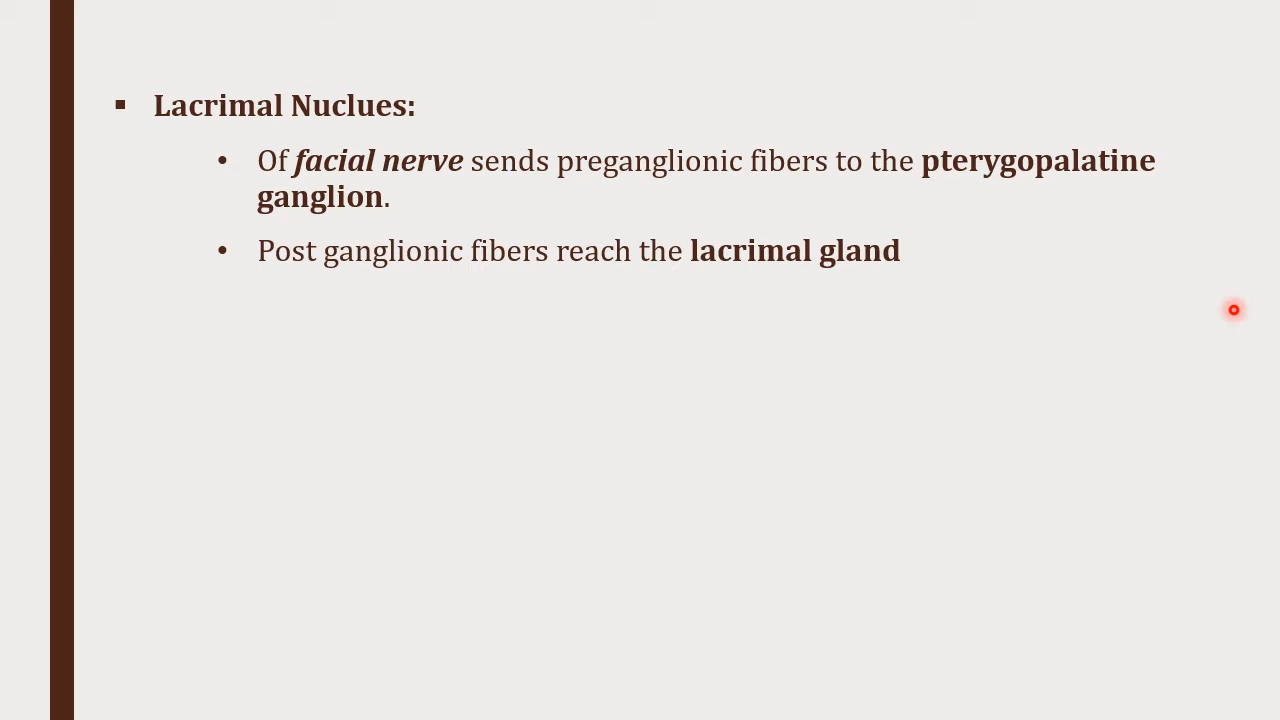 ▪ Lacrimal Nuclues:
• Of facial nerve sends preganglionic fibers to the pterygopalatine
ganglion.
• Post ganglionic fibers reach the lacrimal gland